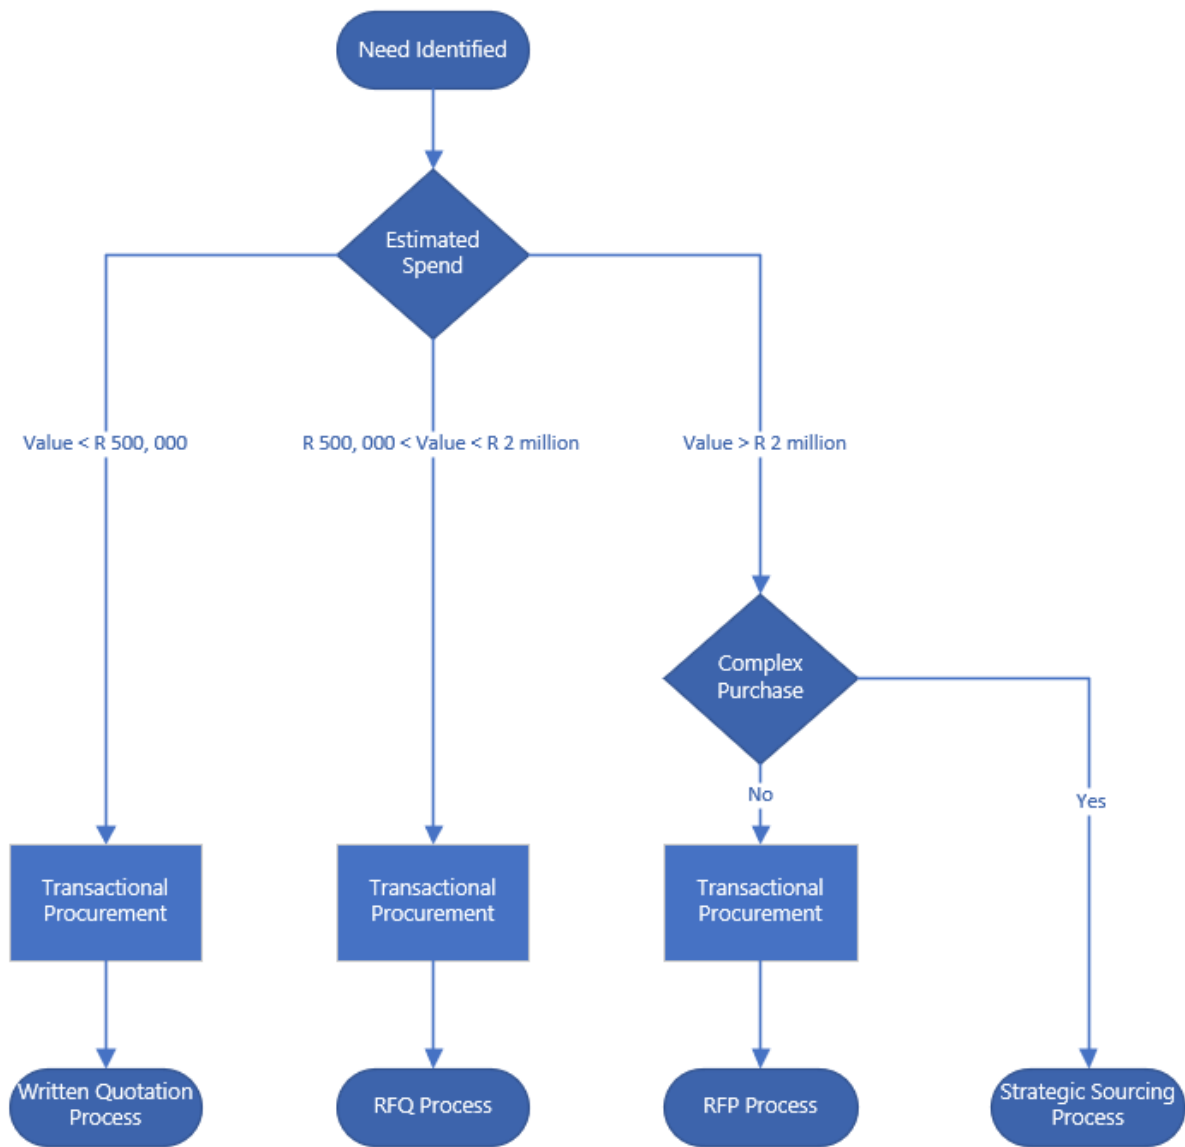 Need Identified
Estimated
Spend
Value < R 500, 000
R 500, 000 < Value < R 2 million
Value > R 2 million
Complex
Purchase
No
Yes
Transactional
Procurement
Transactional
Procurement
Transactional
Procurement
Written Quotation
Process
RFQ Process
RFP Process
Strategic Sourcing
Process